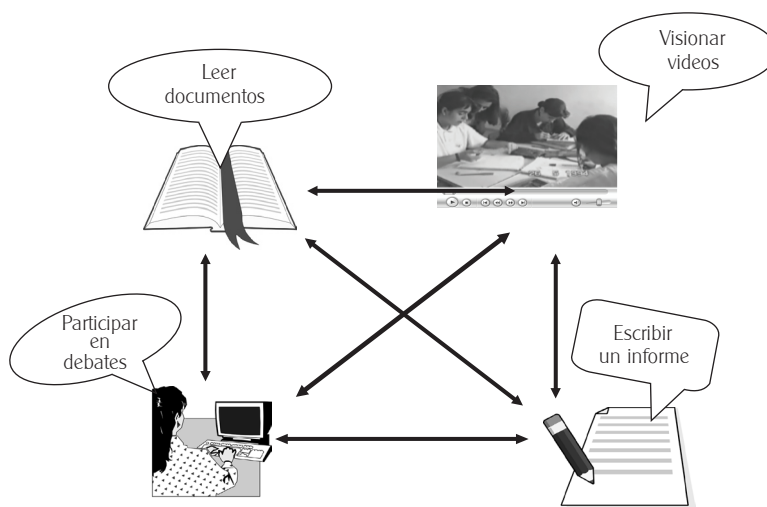 Visionar
videos
Leer
documentos
Participar
en
debates
Escribir
un informe